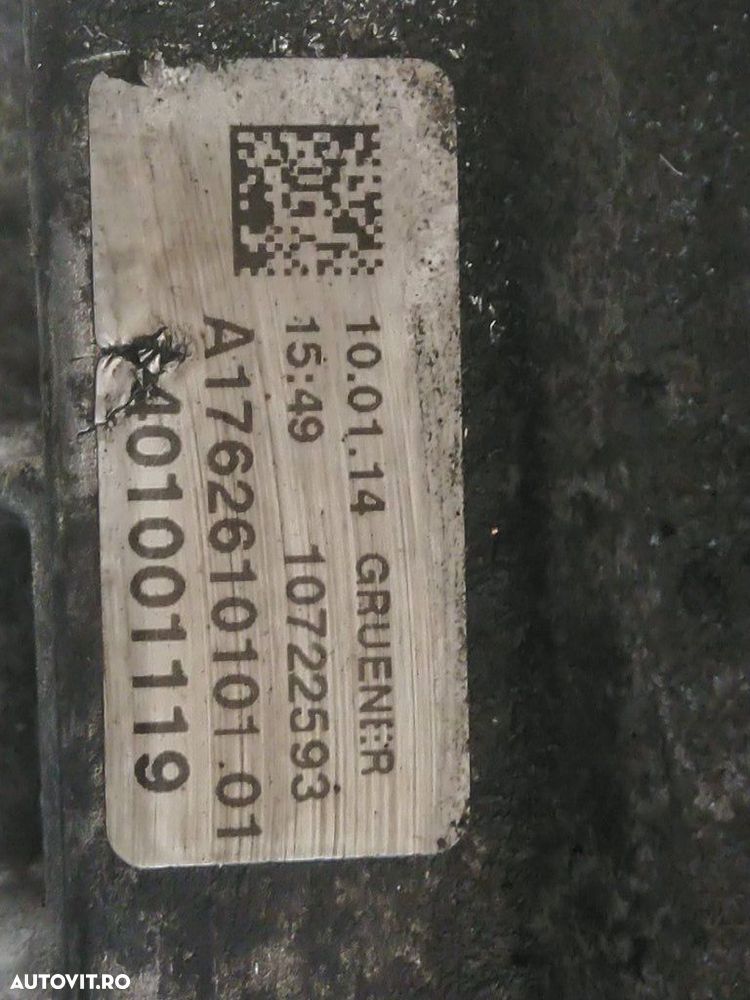 10.01.14 GRUENER
15:49 10722593
A1762610101.01
4010001119
AUTOVIT.RO